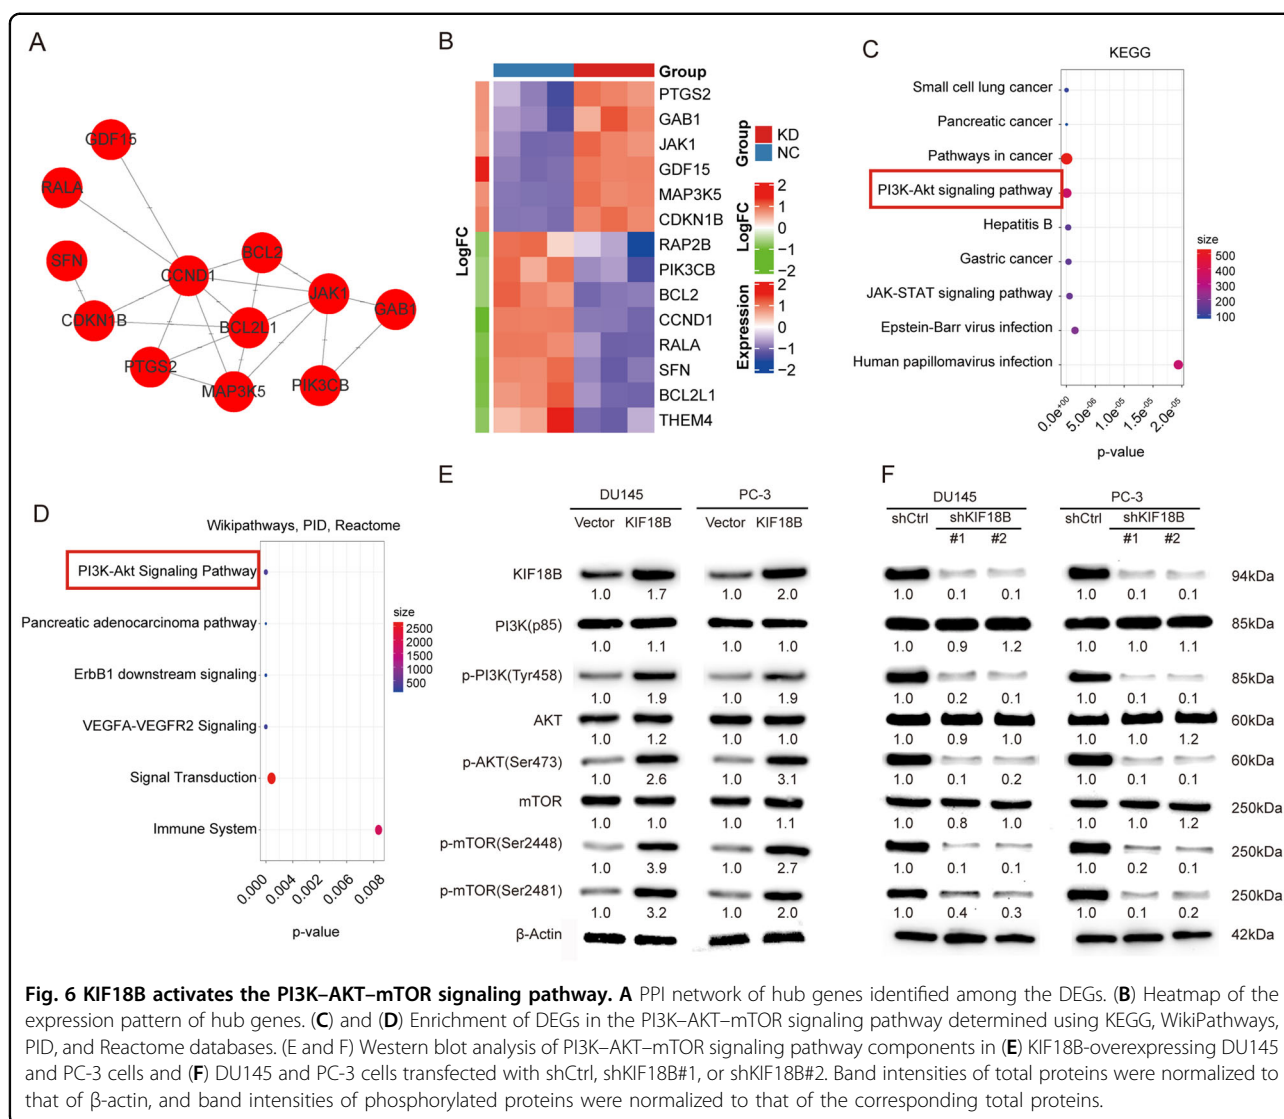 A
GDF15
RALA
SFN
BCL2
CCND1
JAK1
GAB1
CDKN1B
BCL2L1
PTGS2
MAP3K5
PIK3CB
B
Group
PTGS2
GAB1
JAK1
GDF15
MAP3K5
CDKN1B
RAP2B
PIK3CB
BCL2
CCND1
RALA
SFN
BCL2L1
THEM4
LogFC
Group
KD
NC
LogFC
2
1
0
−1
−2
Expression
2
1
0
−1
−2
C
KEGG
Small cell lung cancer
Pancreatic cancer
Pathways in cancer
PI3K-Akt signaling pathway
Hepatitis B
Gastric cancer
JAK-STAT signaling pathway
Epstein-Barr virus infection
Human papillomavirus infection
0.0e+00 5.0e-06 1.0e-05 1.5e-05 2.0e-05
p-value
size
500
400
300
200
100
D
Wikipathways, PID, Reactome
PI3K-Akt Signaling Pathway
Pancreatic adenocarcinoma pathway
ErbB1 downstream signaling
VEGFA-VEGFR2 Signaling
Signal Transduction
Immune System
0.000 0.004 0.002 0.006 0.008
p-value
size
2500
2000
1500
1000
500
E
DU145 PC-3
Vector KIF18B Vector KIF18B
KIF18B
1.0 1.7 1.0 2.0
PI3K(p85)
1.0 1.1 1.0 1.0
p-PI3K(Tyr458)
1.0 1.9 1.0 1.9
AKT
1.0 1.2 1.0 1.0
p-AKT(Ser473)
1.0 2.6 1.0 3.1
mTOR
1.0 1.0 1.0 1.1
p-mTOR(Ser2448)
1.0 3.9 1.0 2.7
p-mTOR(Ser2481)
1.0 3.2 1.0 2.0
β-Actin
F
DU145 PC-3
shCtrl shKIF18B shCtrl shKIF18B
#1 #2 #1 #2
94kDa
1.0 0.1 0.1 1.0 0.1 0.1
85kDa
1.0 0.9 1.2 1.0 1.0 1.1
85kDa
1.0 0.2 0.1 1.0 0.1 0.1
60kDa
1.0 0.9 1.0 1.0 1.0 1.2
60kDa
1.0 0.1 0.2 1.0 0.1 0.1
250kDa
1.0 0.8 1.0 1.0 1.0 1.2
250kDa
1.0 0.1 0.1 1.0 0.2 0.1
250kDa
1.0 0.4 0.3 1.0 0.1 0.2
42kDa
Fig. 6 KIF18B activates the PI3K–AKT–mTOR signaling pathway. A PPI network of hub genes identified among the DEGs. (B) Heatmap of the
expression pattern of hub genes. (C) and (D) Enrichment of DEGs in the PI3K–AKT–mTOR signaling pathway determined using KEGG, WikiPathways,
PID, and Reactome databases. (E and F) Western blot analysis of PI3K–AKT–mTOR signaling pathway components in (E) KIF18B-overexpressing DU145
and PC-3 cells and (F) DU145 and PC-3 cells transfected with shCtrl, shKIF18B#1, or shKIF18B#2. Band intensities of total proteins were normalized to
that of β-actin, and band intensities of phosphorylated proteins were normalized to that of the corresponding total proteins.